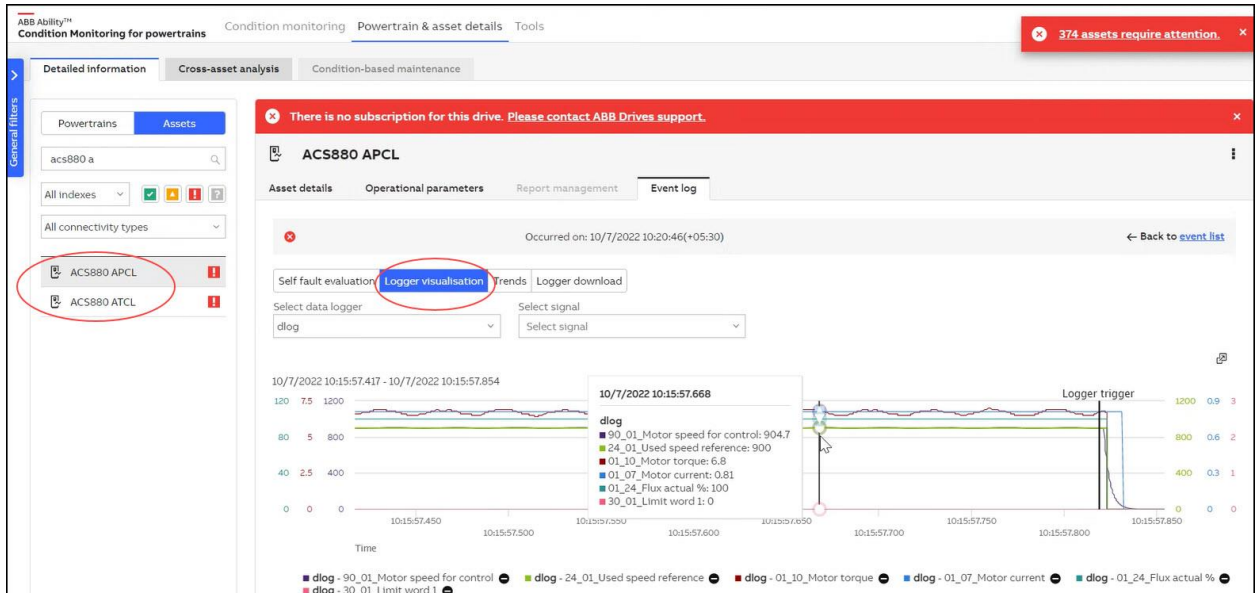 ABB Ability™
Condition Monitoring for powertrains
Condition monitoring Powertrain & asset details Tools
374 assets require attention. ×
Detailed information Cross-asset analysis Condition-based maintenance
General filters
Powertrains Assets
There is no subscription for this drive. Please contact ABB Drives support. ×
acs880 a
ACS880 APCL
All indexes
Asset details Operational parameters Report management Event log
All connectivity types
Occurred on: 10/7/2022 10:20:46(+05:30) ← Back to event list
ACS880 APCL
ACS880 ATCL
Self fault evaluation Logger visualisation Trends Logger download
Select data logger Select signal
dlog Select signal
10/7/2022 10:15:57.417 - 10/7/2022 10:15:57.854
10/7/2022 10:15:57.668
Logger trigger
dlog
90_01_Motor speed for control: 904.7
24_01_Used speed reference: 900
01_10_Motor torque: 6.8
01_07_Motor current: 0.81
01_24_Flux actual %: 100
30_01_Limit word 1: 0
120 7.5 1200 1200 0.9 3
80 5 800 800 0.6 2
40 2.5 400 400 0.3 1
0 0 0 0 0 0
10:15:57.450 10:15:57.550 10:15:57.650 10:15:57.750 10:15:57.850
10:15:57.500 10:15:57.600 10:15:57.700 10:15:57.800
Time
dlog - 90_01_Motor speed for control dlog - 24_01_Used speed reference dlog - 01_10_Motor torque dlog - 01_07_Motor current dlog - 01_24_Flux actual %
dlog - 30_01_Limit word 1